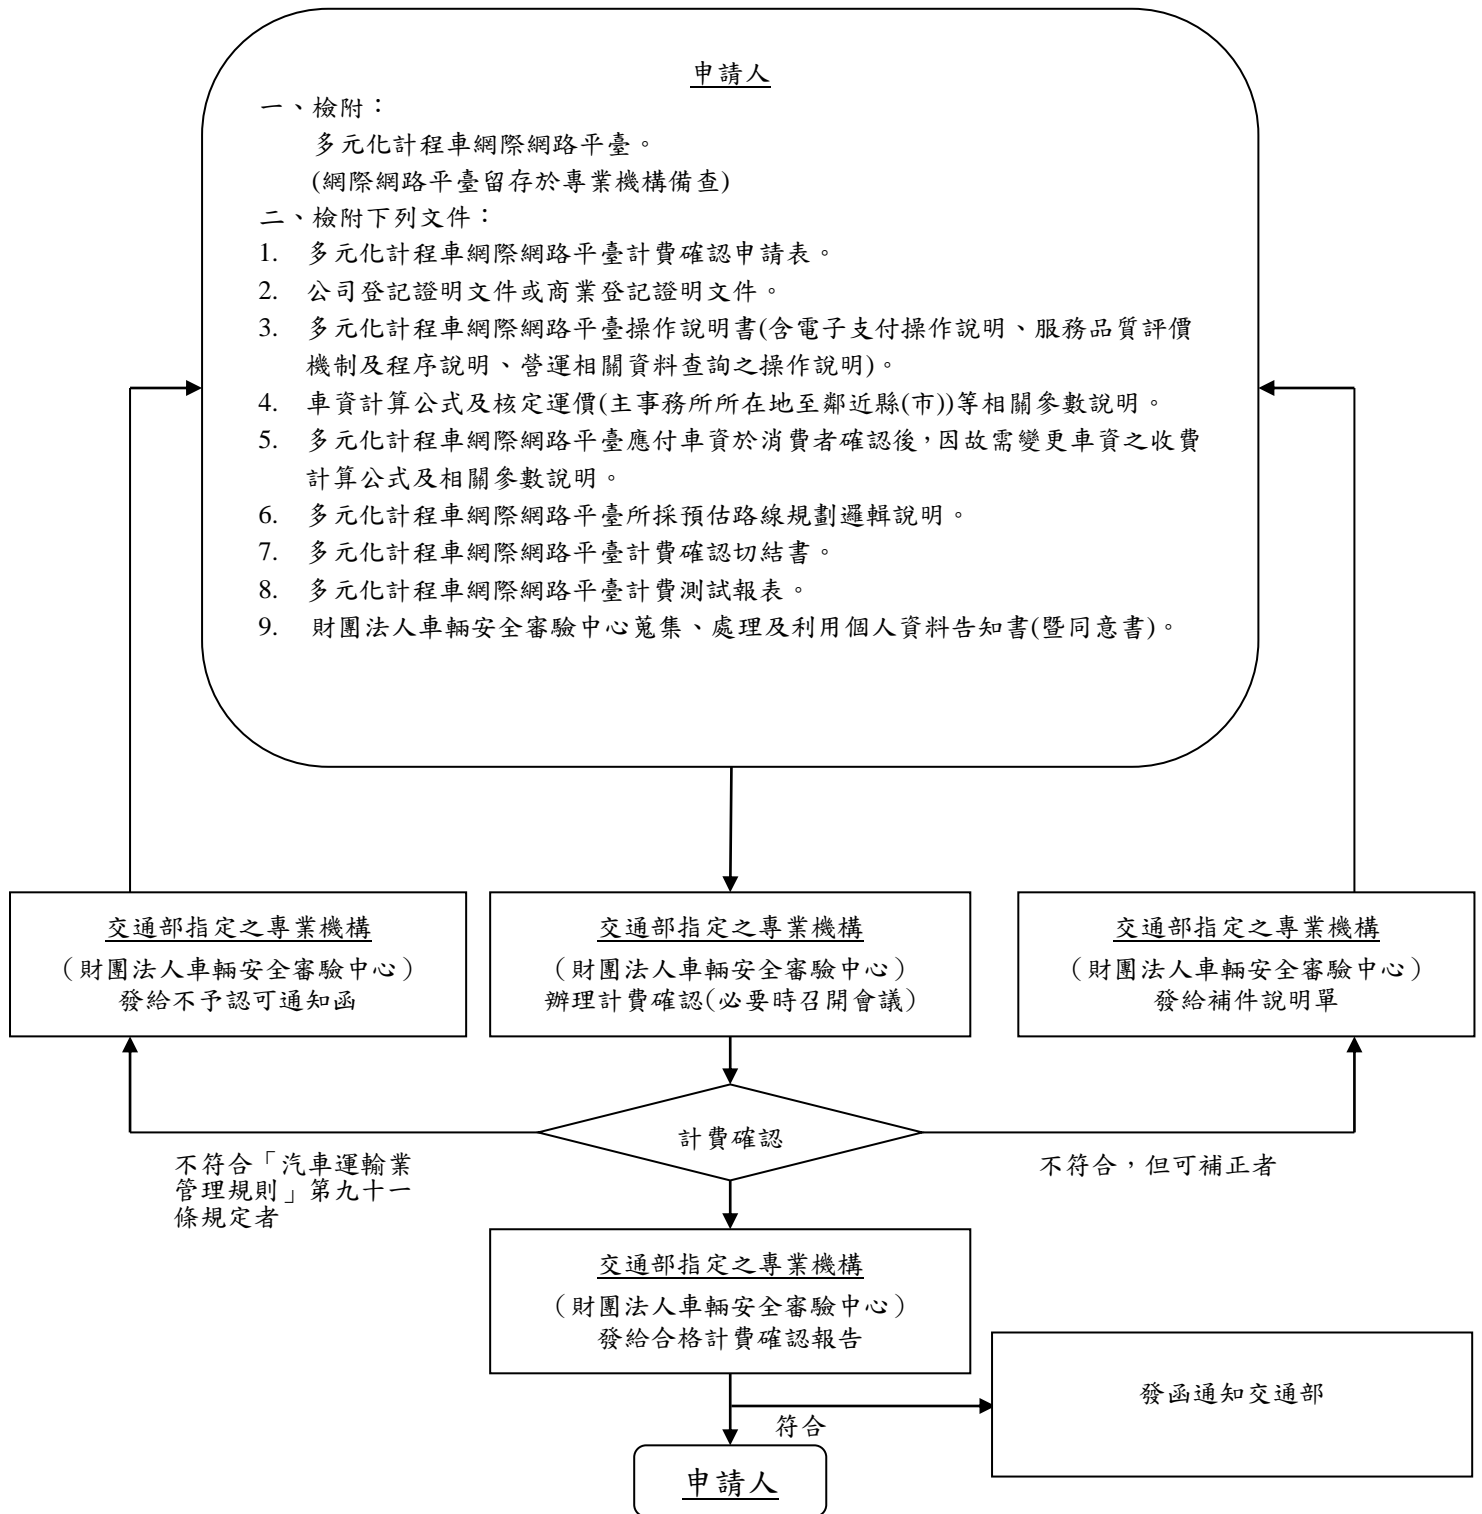 申請人
一、檢附：
多元化計程車網際網路平臺。
(網際網路平臺留存於專業機構備查)
二、檢附下列文件：
1. 多元化計程車網際網路平臺計費確認申請表。
2. 公司登記證明文件或商業登記證明文件。
3. 多元化計程車網際網路平臺操作說明書(含電子支付操作說明、服務品質評價
機制及程序說明、營運相關資料查詢之操作說明)。
4. 車資計算公式及核定運價(主事務所所在地至鄰近縣(市))等相關參數說明。
5. 多元化計程車網際網路平臺應付車資於消費者確認後，因故需變更車資之收費
計算公式及相關參數說明。
6. 多元化計程車網際網路平臺所採預估路線規劃邏輯說明。
7. 多元化計程車網際網路平臺計費確認切結書。
8. 多元化計程車網際網路平臺計費測試報表。
9. 財團法人車輛安全審驗中心蒐集、處理及利用個人資料告知書(暨同意書)。
交通部指定之專業機構
（財團法人車輛安全審驗中心）
發給不予認可通知函
交通部指定之專業機構
（財團法人車輛安全審驗中心）
辦理計費確認(必要時召開會議)
交通部指定之專業機構
（財團法人車輛安全審驗中心）
發給補件說明單
計費確認
不符合「汽車運輸業
管理規則」第九十一
條規定者
不符合，但可補正者
交通部指定之專業機構
（財團法人車輛安全審驗中心）
發給合格計費確認報告
發函通知交通部
符合
申請人